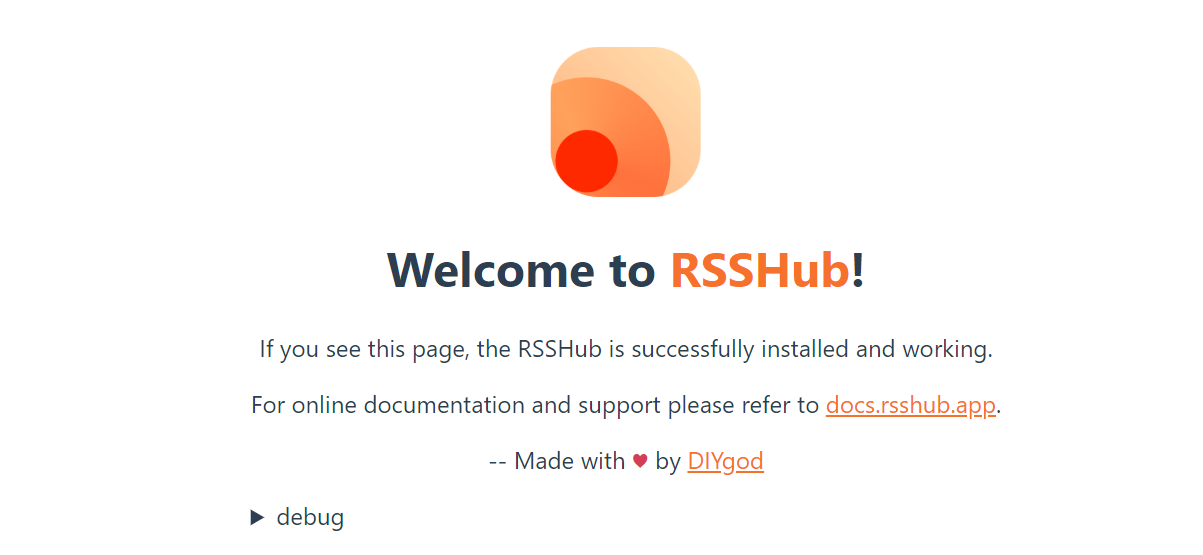 Welcome to RSSHub!
If you see this page, the RSSHub is successfully installed and working.
For online documentation and support please refer to docs.rsshub.app.
-- Made with ❤ by DIYgod
▶ debug